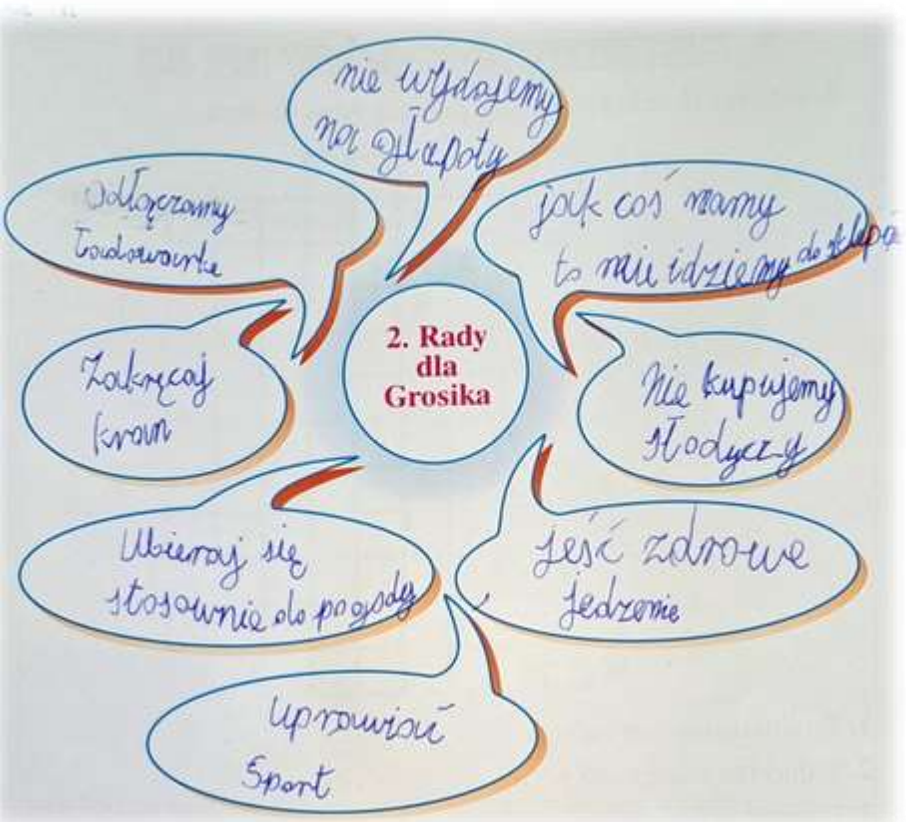 nie wydajemy
na głupoty
Odłączamy
Ładowarke
jak coś mamy
to nie idziemy do sklepu
2. Rady
dla
Grosika
Zakręcaj
kran
Nie kupujemy
słodyczy
Ubieraj się
stosownie do pogody
jeść zdrowe
jedzenie
uprawiać
Sport